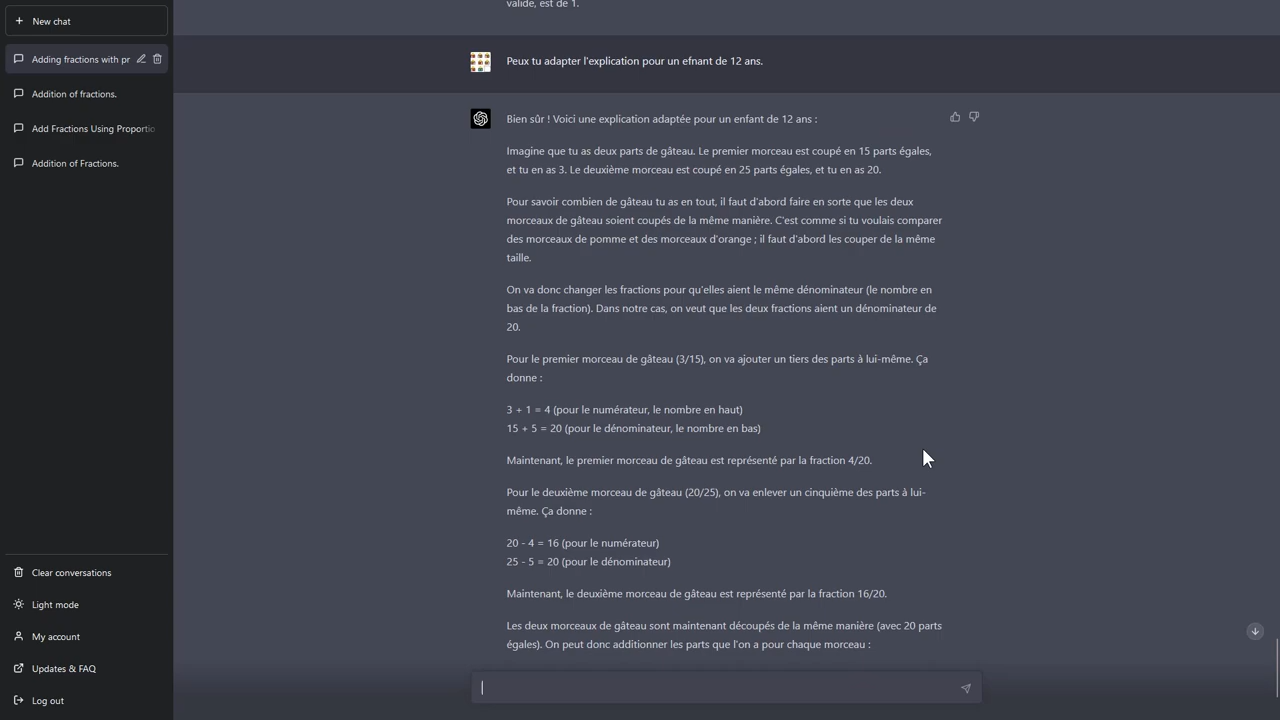 New chat
Adding fractions with pr
Addition of fractions.
Add Fractions Using Proportio
Addition of Fractions.
Clear conversations
Light mode
My account
Updates & FAQ
Log out
valide, est de 1.
Peux tu adapter l'explication pour un efnant de 12 ans.
Bien sûr ! Voici une explication adaptée pour un enfant de 12 ans :
Imagine que tu as deux parts de gâteau. Le premier morceau est coupé en 15 parts égales,
et tu en as 3. Le deuxième morceau est coupé en 25 parts égales, et tu en as 20.
Pour savoir combien de gâteau tu as en tout, il faut d'abord faire en sorte que les deux
morceaux de gâteau soient coupés de la même manière. C'est comme si tu voulais comparer
des morceaux de pomme et des morceaux d'orange ; il faut d'abord les couper de la même
taille.
On va donc changer les fractions pour qu'elles aient le même dénominateur (le nombre en
bas de la fraction). Dans notre cas, on veut que les deux fractions aient un dénominateur de
20.
Pour le premier morceau de gâteau (3/15), on va ajouter un tiers des parts à lui-même. Ça
donne :
3 + 1 = 4 (pour le numérateur, le nombre en haut)
15 + 5 = 20 (pour le dénominateur, le nombre en bas)
Maintenant, le premier morceau de gâteau est représenté par la fraction 4/20.
Pour le deuxième morceau de gâteau (20/25), on va enlever un cinquième des parts à lui-
même. Ça donne :
20 - 4 = 16 (pour le numérateur)
25 - 5 = 20 (pour le dénominateur)
Maintenant, le deuxième morceau de gâteau est représenté par la fraction 16/20.
Les deux morceaux de gâteau sont maintenant découpés de la même manière (avec 20 parts
égales). On peut donc additionner les parts que l'on a pour chaque morceau :